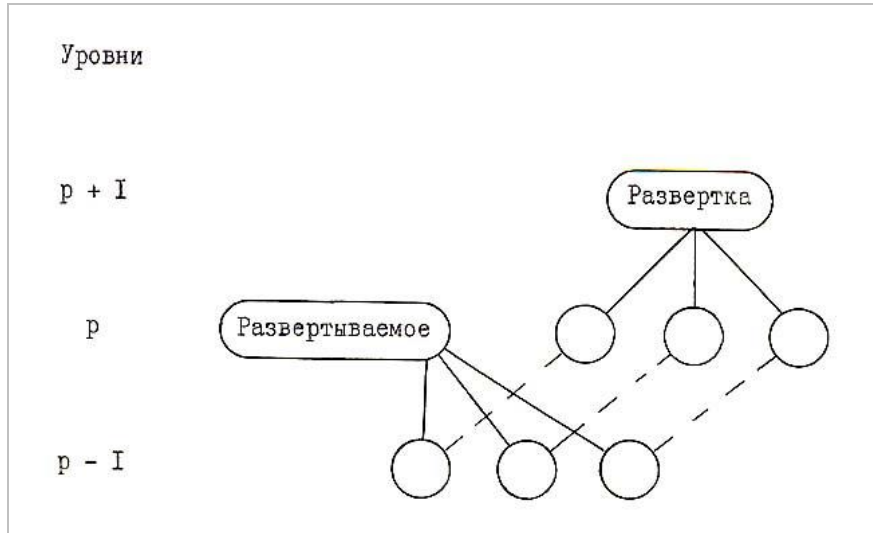 Уровни
p + I
Развертка
p
Развертываемое
p - I